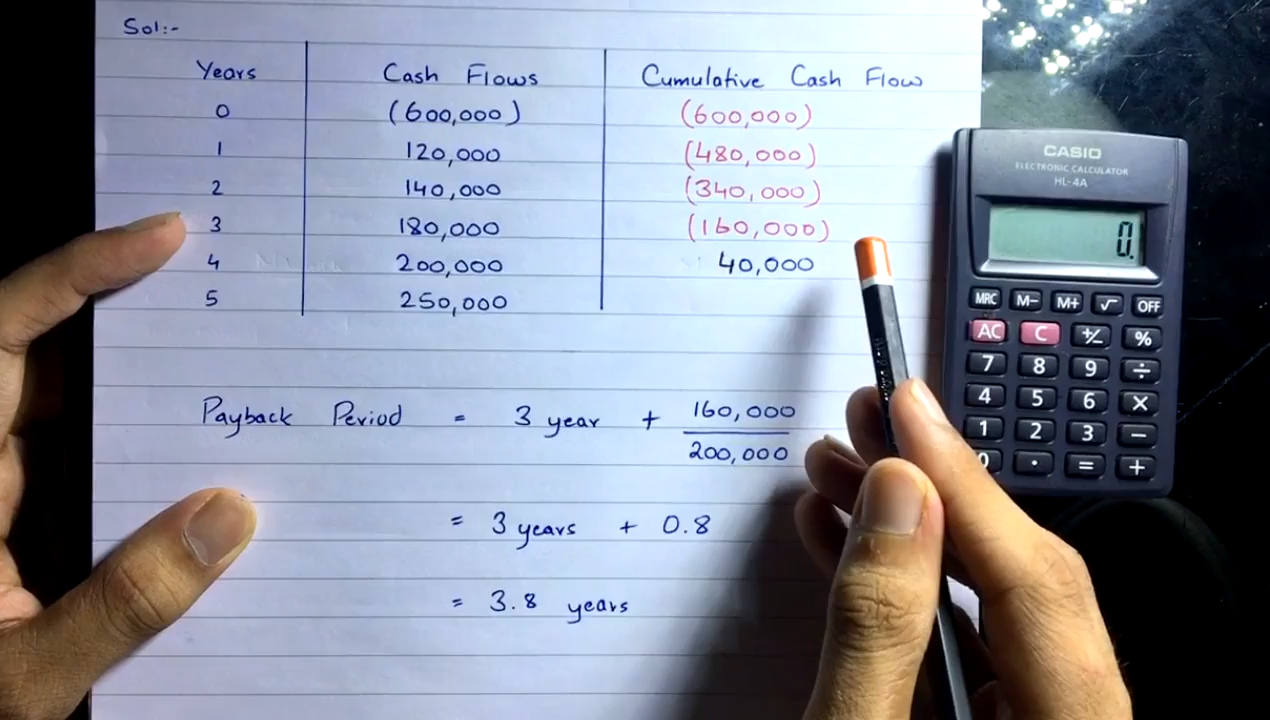 Sol:-
Years Cash Flows Cumulative Cash Flow
0 (600,000) (600,000)
1 120,000 (480,000)
2 140,000 (340,000)
3 180,000 (160,000)
4 200,000 40,000
5 250,000
Payback Period = 3 year + 160,000
200,000
= 3 years + 0.8
= 3.8 years
CASIO
ELECTRONIC CALCULATOR
HL-4A
0.
MRC M- M+ √ OFF
AC C +/- %
7 8 9 ÷
4 5 6 ×
1 2 3 −
0 · = +